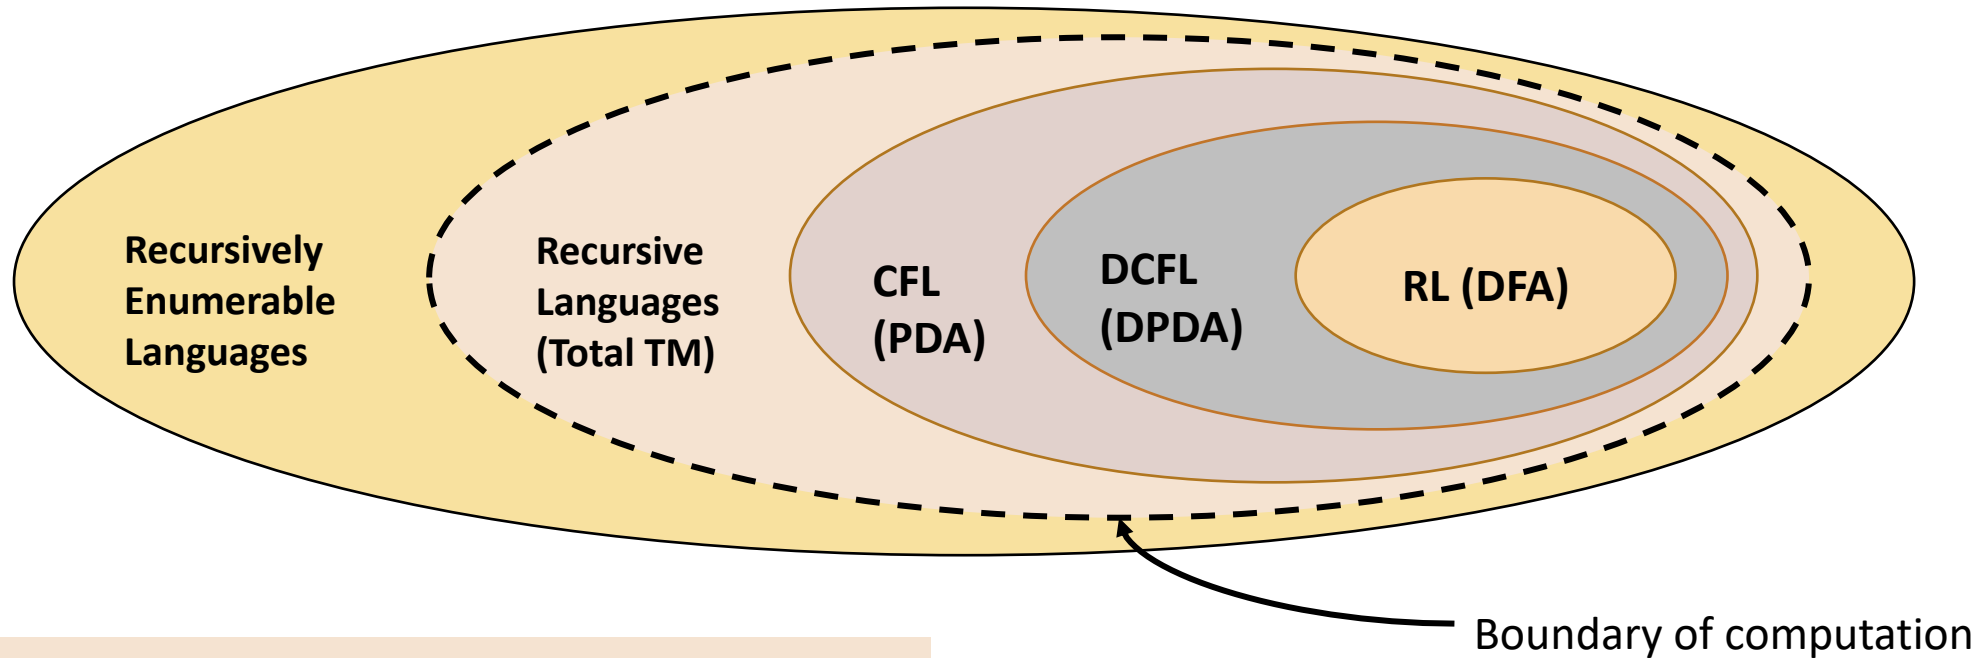 Recursively
Enumerable
Languages
Recursive
Languages
(Total TM)
CFL
(PDA)
DCFL
(DPDA)
RL (DFA)
Boundary of computation